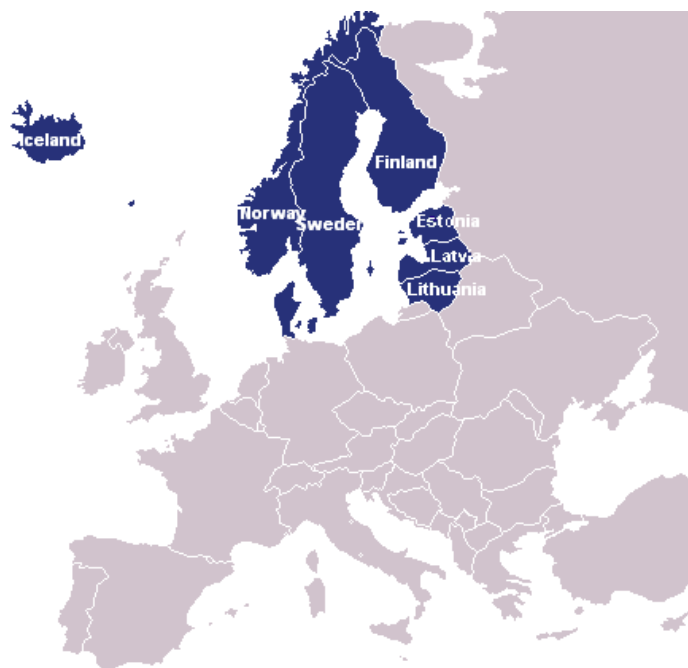 Iceland
Finland
Norway
Sweden
Estonia
Latvia
Lithuania